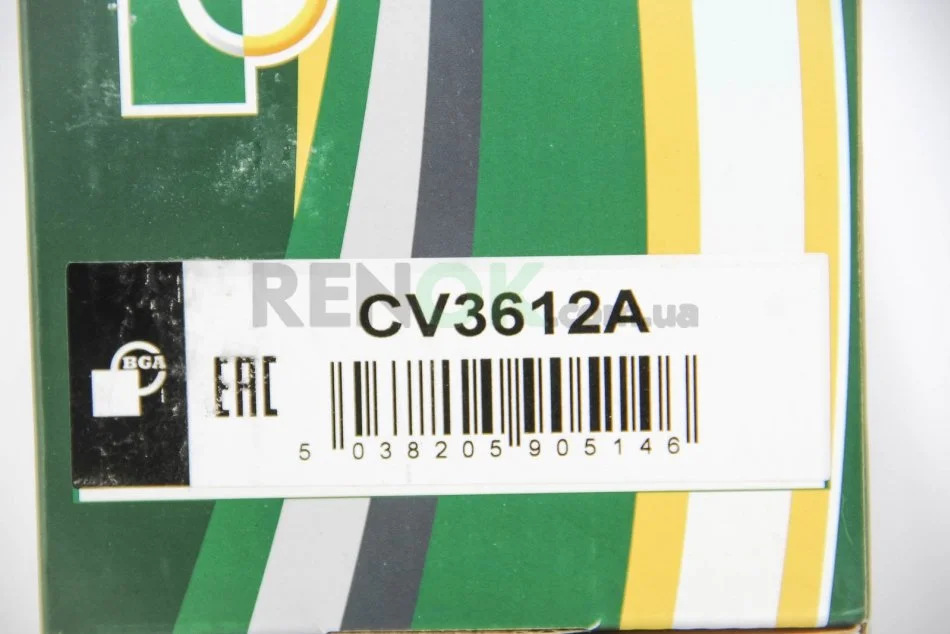 RENOK.com.ua
CV3612A
BGA
EAC
5 038205 905146